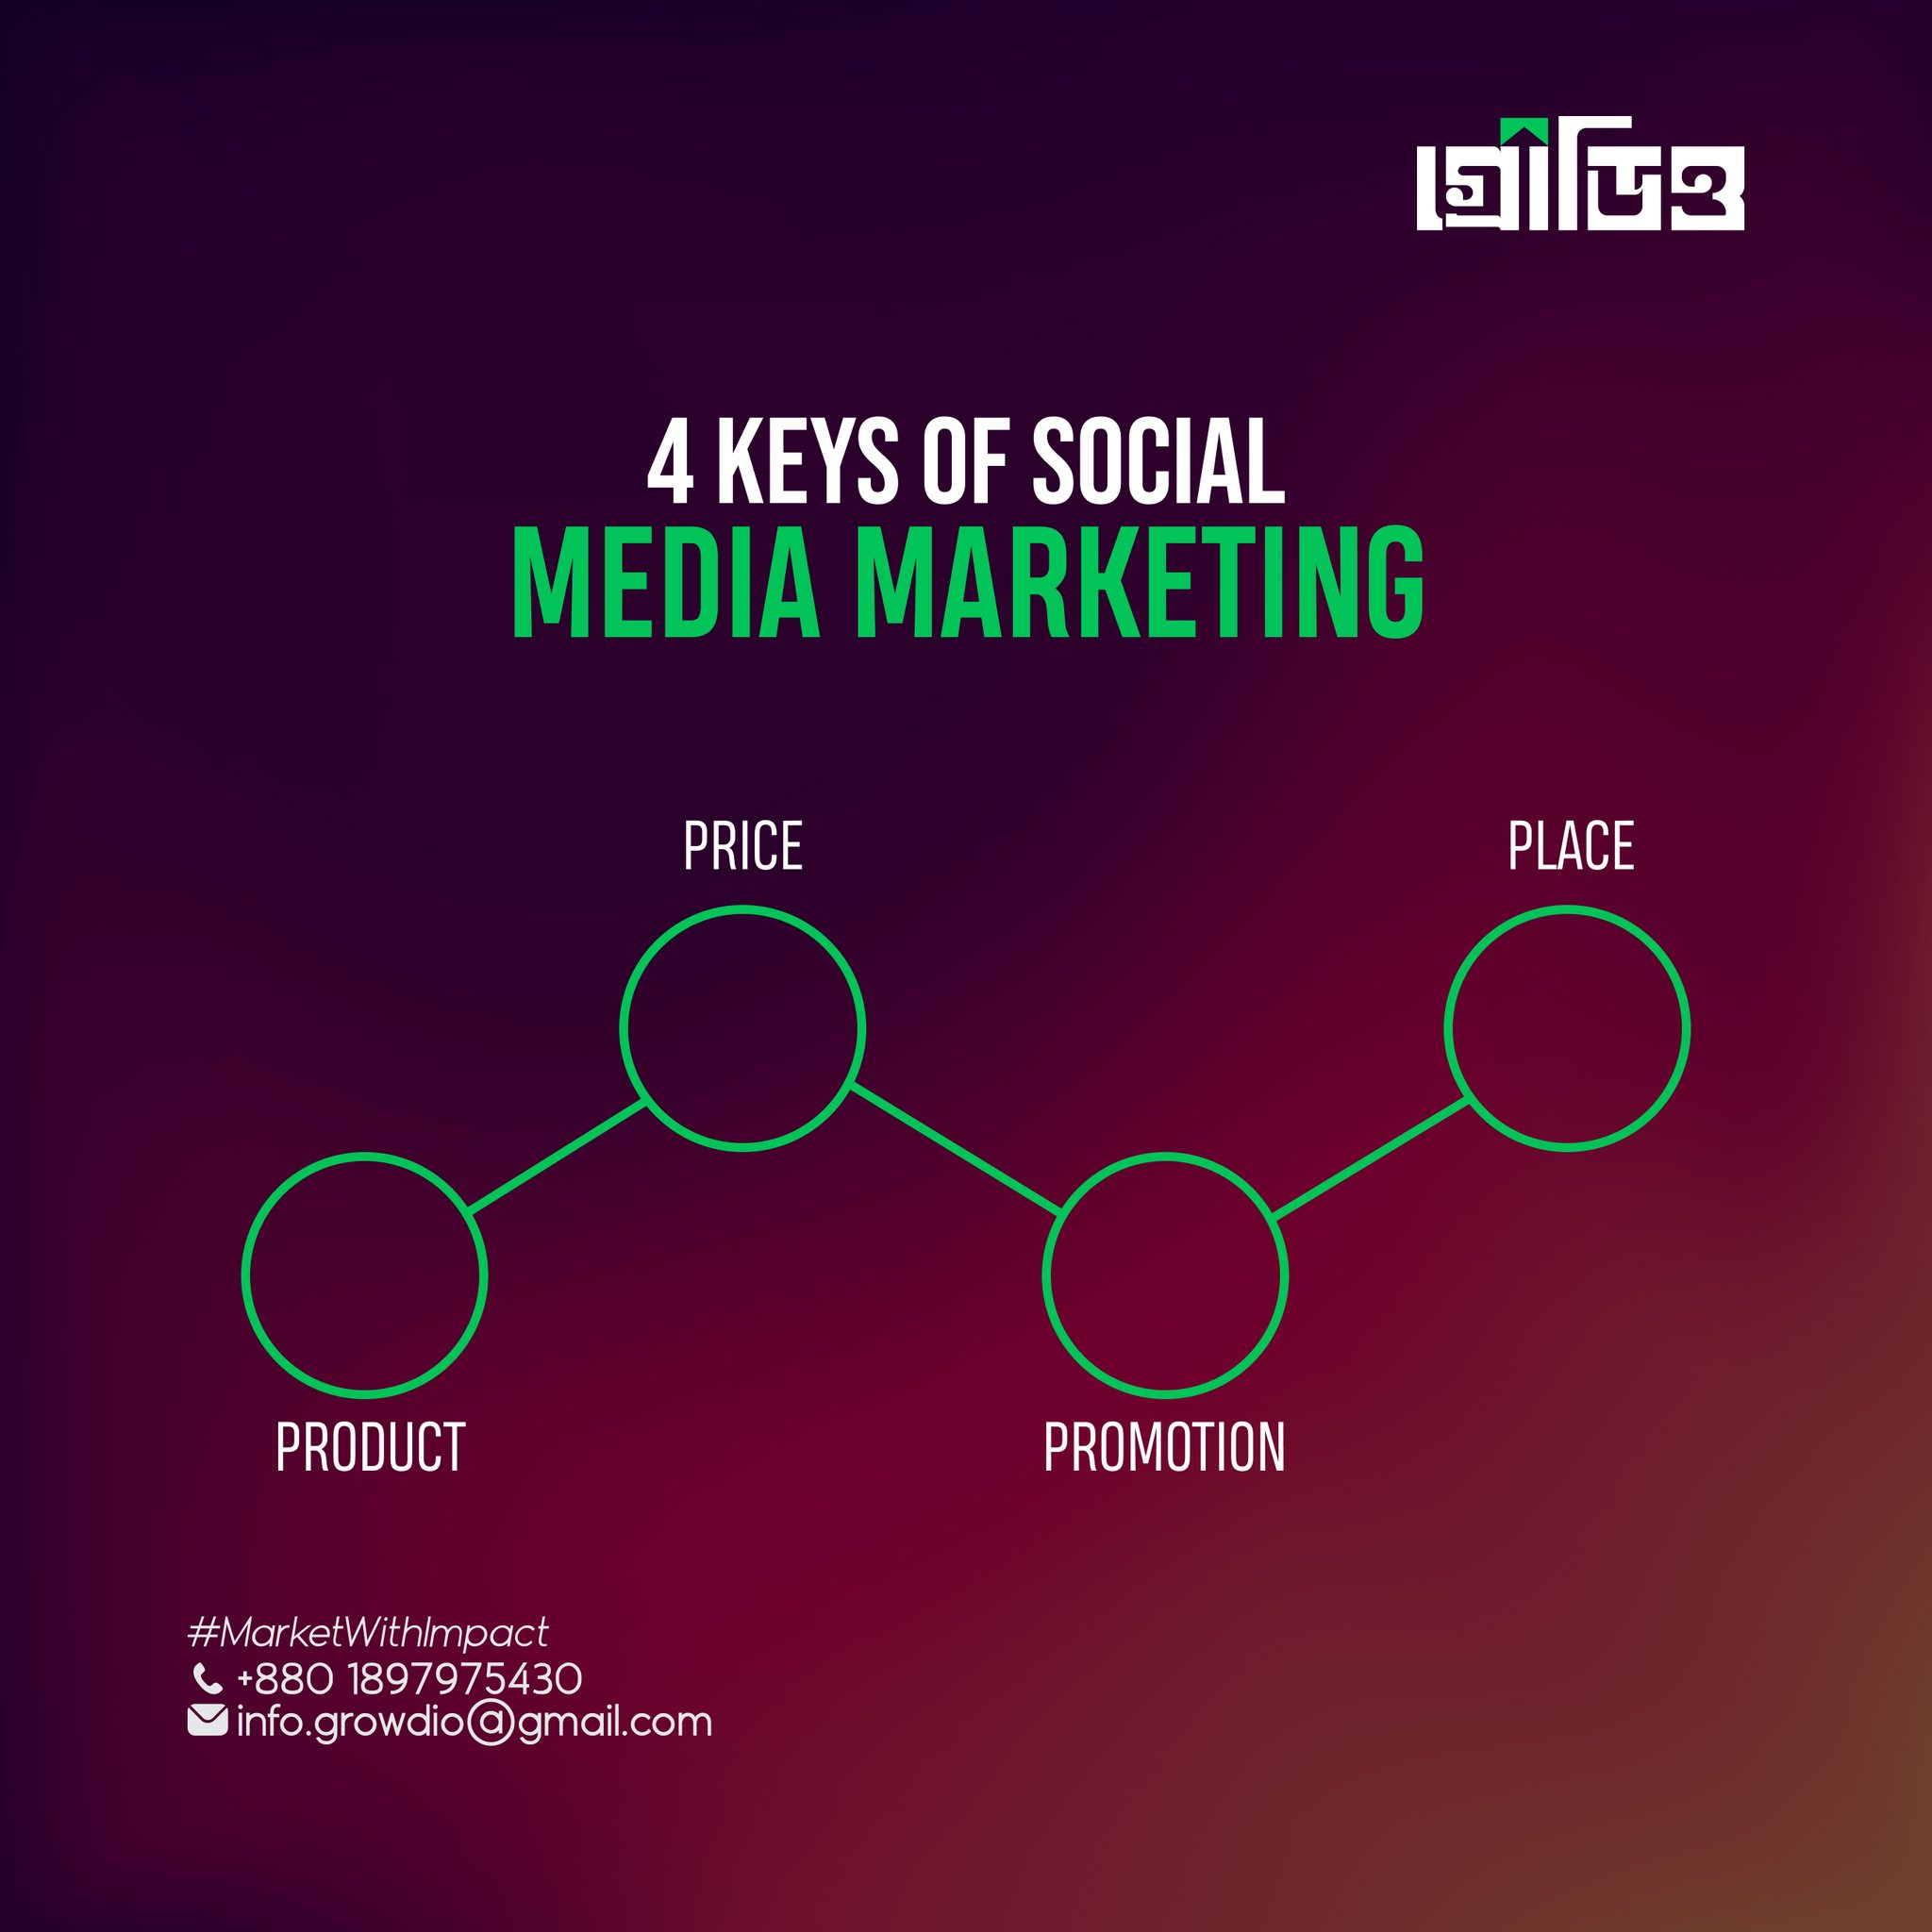 গ্রোডিও
4 KEYS OF SOCIAL
MEDIA MARKETING
PRICE
PLACE
PRODUCT
PROMOTION
#MarketWithImpact
+880 1897975430
info.growdio@gmail.com